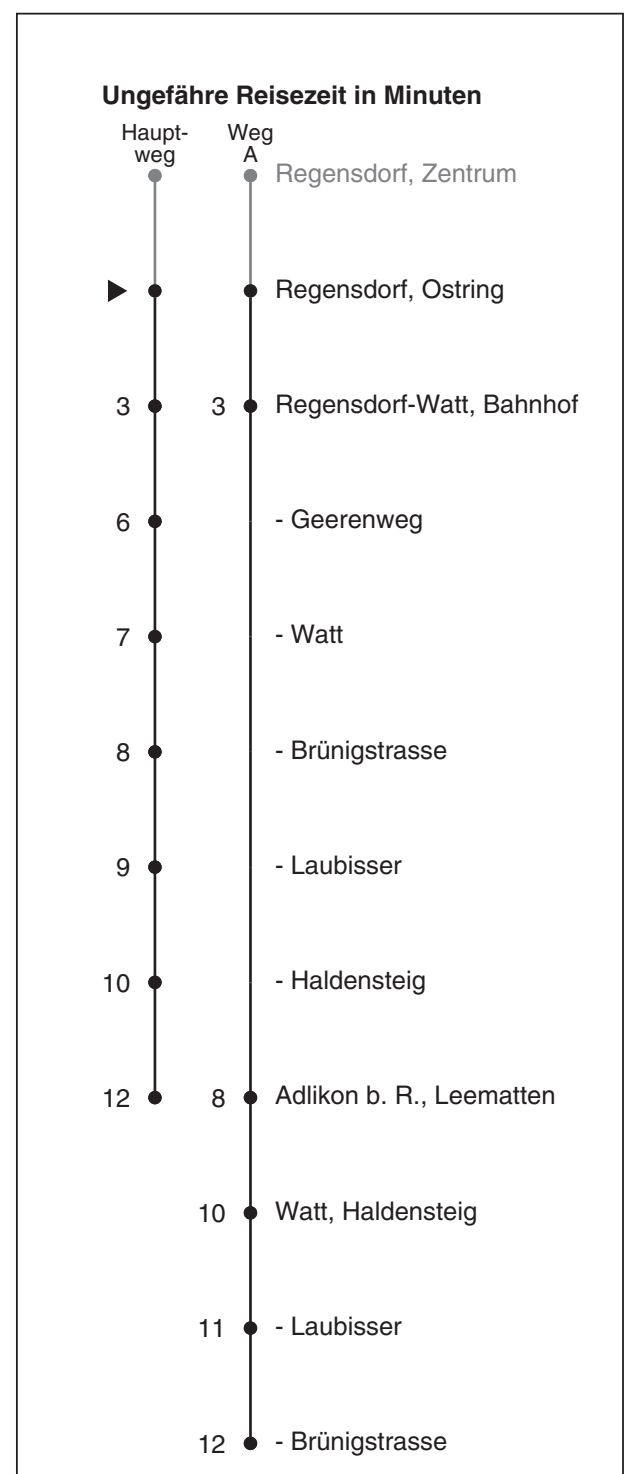 Ungefähre Reisezeit in Minuten
Haupt-
weg
Weg
A
Regensdorf, Zentrum
Regensdorf, Ostring
3 3 Regensdorf-Watt, Bahnhof
6 - Geerenweg
7 - Watt
8 - Brünigstrasse
9 - Laubisser
10 - Haldensteig
12 8 Adlikon b. R., Leematten
10 Watt, Haldensteig
11 - Laubisser
12 - Brünigstrasse